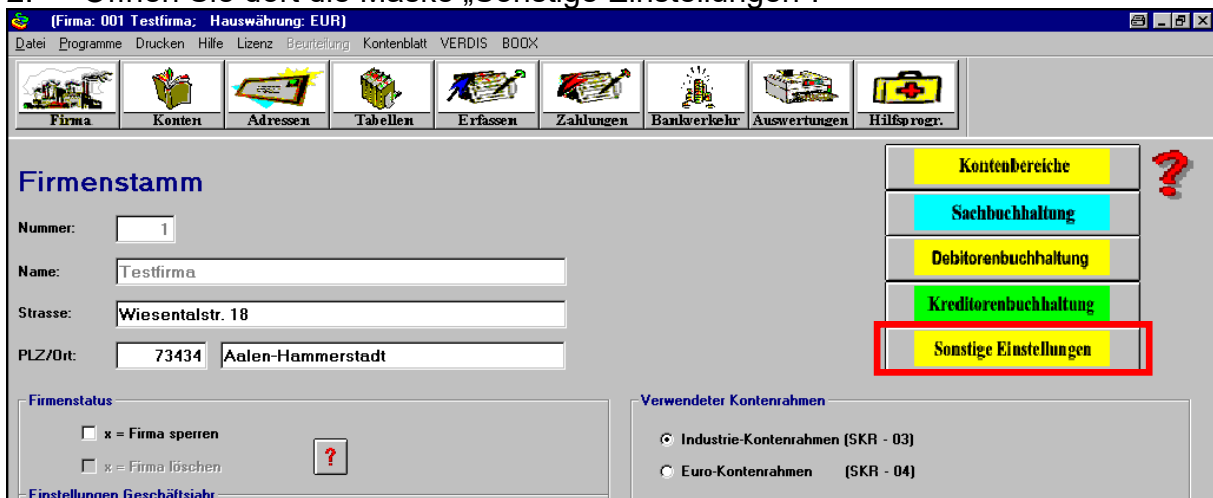 2. Öffnen Sie dort die Maske „Sonstige Einstellungen“.
(Firma: 001 Testfirma; Hauswährung: EUR)
Datei Programme Drucken Hilfe Lizenz Beurteilung Kontenblatt VERDIS BOOX
Firma Konten Adressen Tabellen Erfassen Zahlungen Bankverkehr Auswertungen Hilfsprogr.
Kontenbereiche
Firmenstamm
Sachbuchhaltung
Nummer: 1
Debitorenbuchhaltung
Name: Testfirma
Kreditorenbuchhaltung
Strasse: Wiesentalstr. 18
Sonstige Einstellungen
PLZ/Ort: 73434 Aalen-Hammerstadt
Firmenstatus
x = Firma sperren
x = Firma löschen
?
Einstellungen Geschäftsjahr
Verwendeter Kontenrahmen
Industrie-Kontenrahmen (SKR - 03)
Euro-Kontenrahmen (SKR - 04)